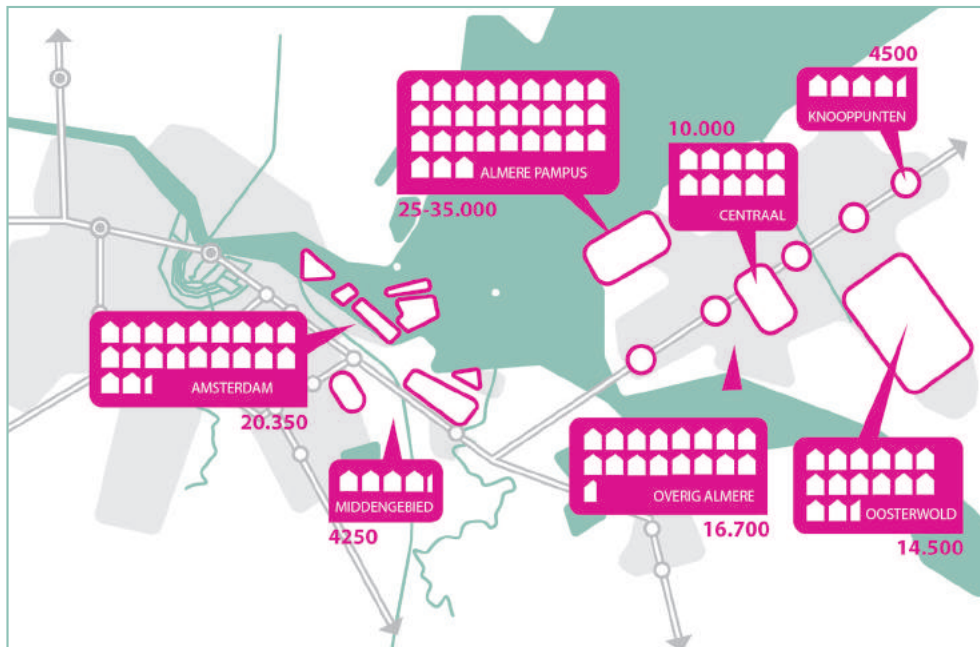 4500
KNOOPPUNTEN
10.000
CENTRAAL
ALMERE PAMPUS
25-35.000
AMSTERDAM
20.350
MIDDENGEBIED
4250
OVERIG ALMERE
16.700
OOSTERWOLD
14.500